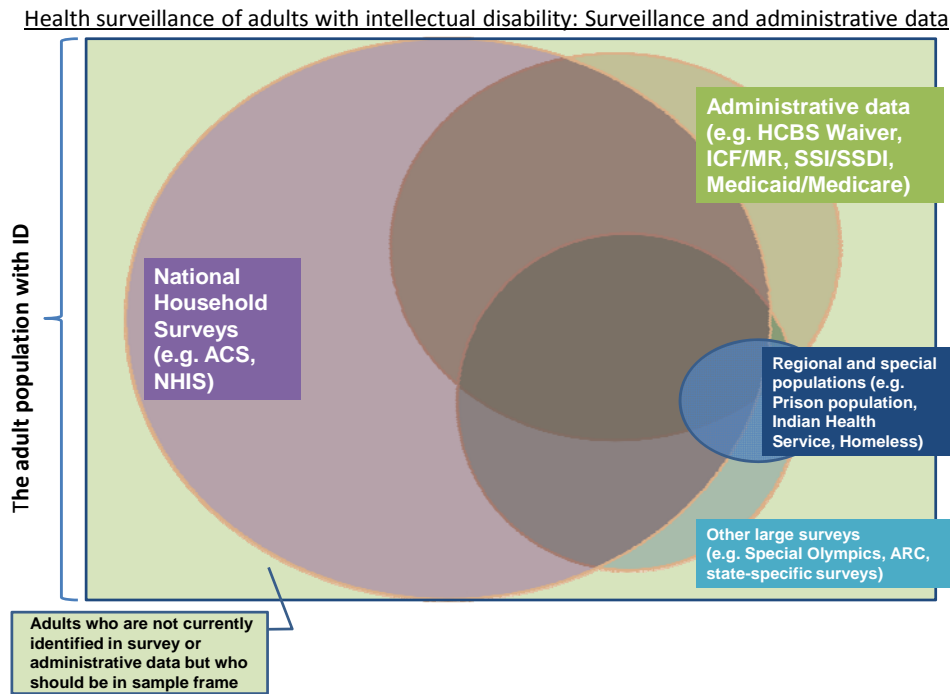 Health surveillance of adults with intellectual disability: Surveillance and administrative data
Administrative data
(e.g. HCBS Waiver,
ICF/MR, SSI/SSDI,
Medicaid/Medicare)
The adult population with ID
National
Household
Surveys
(e.g. ACS,
NHIS)
Regional and special
populations (e.g.
Prison population,
Indian Health
Service, Homeless)
Other large surveys
(e.g. Special Olympics, ARC,
state-specific surveys)
Adults who are not currently
identified in survey or
administrative data but who
should be in sample frame